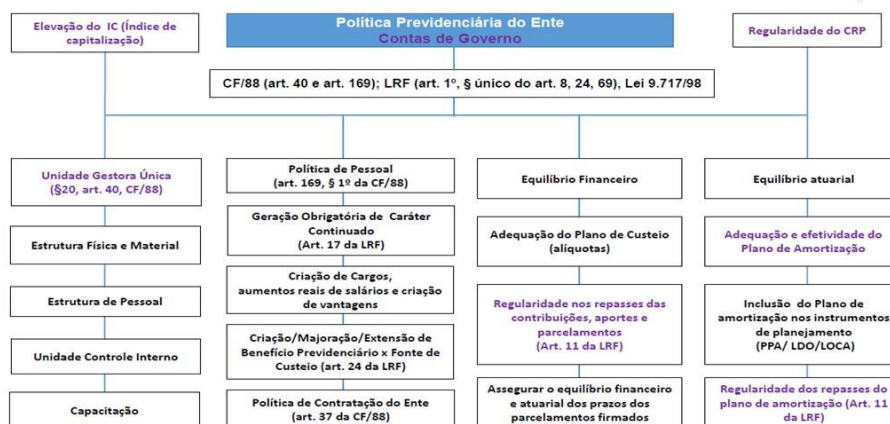 Elevação do IC (Índice de
capitalização)
Política Previdenciária do Ente
Contas de Governo
Regularidade do CRP
CF/88 (art. 40 e art. 169); LRF (art. 1º, § único do art. 8, 24, 69), Lei 9.717/98
Unidade Gestora Única
(§20, art. 40, CF/88)
Estrutura Física e Material
Estrutura de Pessoal
Unidade Controle Interno
Capacitação
Política de Pessoal
(art. 169, § 1º da CF/88)
Geração Obrigatória de Caráter
Continuado
(Art. 17 da LRF)
Criação de Cargos,
aumentos reais de salários e criação
de vantagens
Criação/Majoração/Extensão de
Benefício Previdenciário x Fonte de
Custeio (art. 24 da LRF)
Política de Contratação do Ente
(art. 37 da CF/88)
Equilíbrio Financeiro
Adequação do Plano de Custeio
(alíquotas)
Regularidade nos repasses das
contribuições, aportes e
parcelamentos
(Art. 11 da LRF)
Assegurar o equilíbrio financeiro
e atuarial dos prazos dos
parcelamentos firmados
Equilíbrio atuarial
Adequação e efetividade do
Plano de Amortização
Inclusão do Plano de
amortização nos instrumentos
de planejamento
(PPA/ LDO/LOCA)
Regularidade dos repasses do
plano de amortização (Art. 11
da LRF)